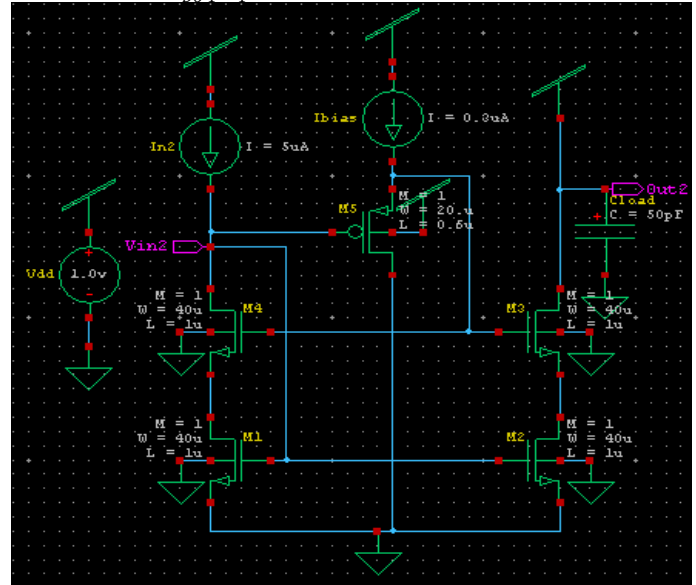 Ibias
I = 0.3uA
In2
I = 5uA
M = 1
M5
W = 20.u
L = 0.6u
Out2
Cload
+
C = 50pF
Vin2
+
Vdd
1.0v
-
M = 1
W = 40u
L = 1u
M4
M3
M = 1
W = 40u
L = 1u
M = 1
W = 40u
L = 1u
M1
M2
M = 1
W = 40u
L = 1u